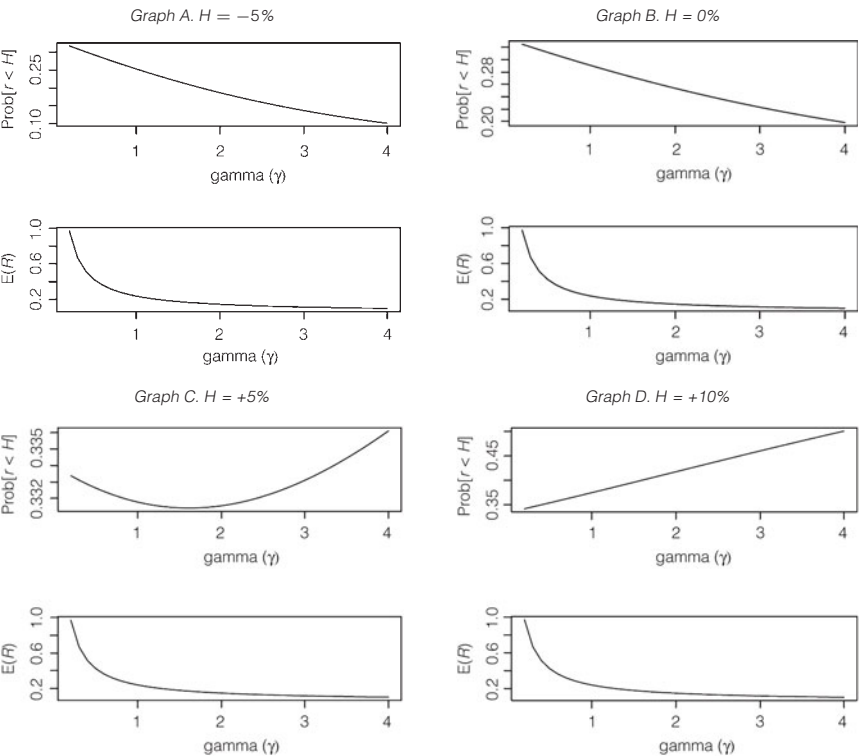 Graph A. H = −5%
Prob[r < H]
0.25
0.10
1 2 3 4
gamma (γ)
E(R)
1.0
0.6
0.2
1 2 3 4
gamma (γ)
Graph B. H = 0%
Prob[r < H]
0.28
0.20
1 2 3 4
gamma (γ)
E(R)
1.0
0.6
0.2
1 2 3 4
gamma (γ)
Graph C. H = +5%
Prob[r < H]
0.335
0.332
1 2 3 4
gamma (γ)
E(R)
1.0
0.6
0.2
1 2 3 4
gamma (γ)
Graph D. H = +10%
Prob[r < H]
0.45
0.35
1 2 3 4
gamma (γ)
E(R)
1.0
0.6
0.2
1 2 3 4
gamma (γ)